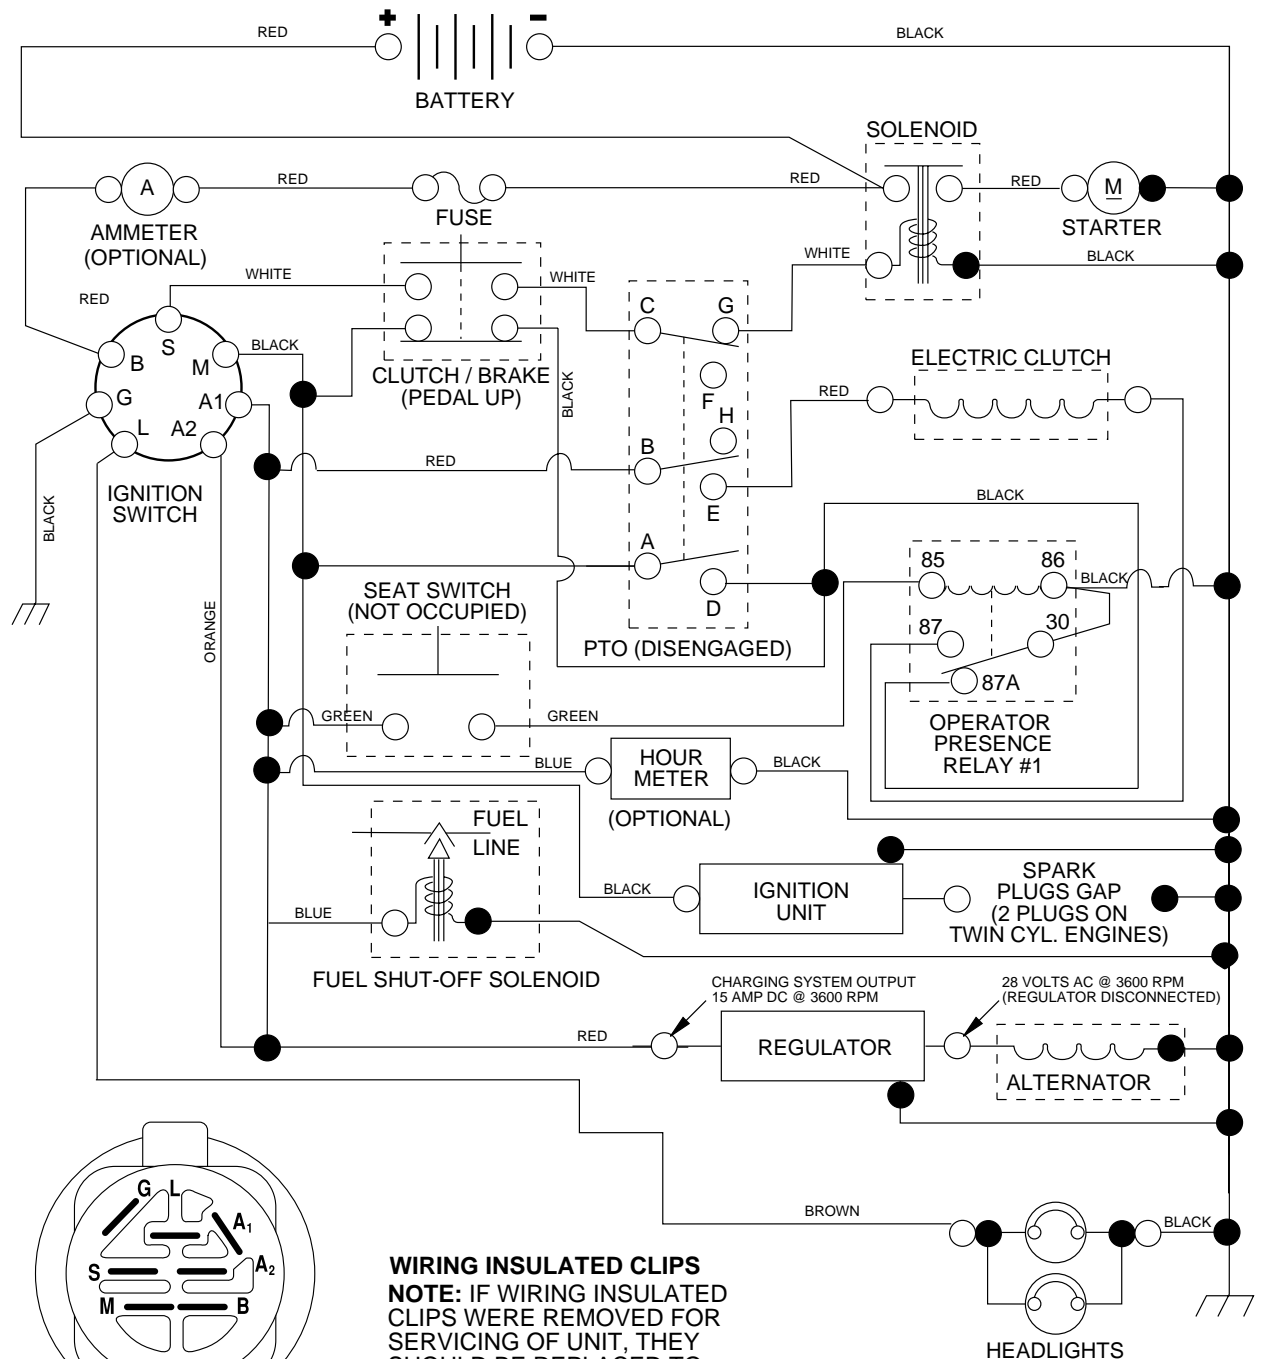 + -
RED
BLACK
BATTERY
SOLENOID
A
RED
RED
RED
M
FUSE
STARTER
AMMETER
(OPTIONAL)
WHITE
WHITE
WHITE
BLACK
RED
C
G
S
BLACK
B
M
CLUTCH / BRAKE
(PEDAL UP)
ELECTRIC CLUTCH
BLACK
F
RED
G
A1
H
L
A2
B
RED
IGNITION
SWITCH
BLACK
E
BLACK
A
85
86
BLACK
SEAT SWITCH
(NOT OCCUPIED)
ORANGE
D
87
30
PTO (DISENGAGED)
87A
GREEN
GREEN
OPERATOR
PRESENCE
RELAY #1
BLUE
HOUR
METER
BLACK
(OPTIONAL)
FUEL
LINE
BLACK
IGNITION
UNIT
SPARK
PLUGS GAP
(2 PLUGS ON
TWIN CYL. ENGINES)
BLUE
FUEL SHUT-OFF SOLENOID
CHARGING SYSTEM OUTPUT
15 AMP DC @ 3600 RPM
28 VOLTS AC @ 3600 RPM
(REGULATOR DISCONNECTED)
RED
REGULATOR
ALTERNATOR
G L
A1
A2
S
M
B
BROWN
BLACK
HEADLIGHTS
WIRING INSULATED CLIPS
NOTE: IF WIRING INSULATED
CLIPS WERE REMOVED FOR
SERVICING OF UNIT, THEY
SHOULD BE REPLACED TO